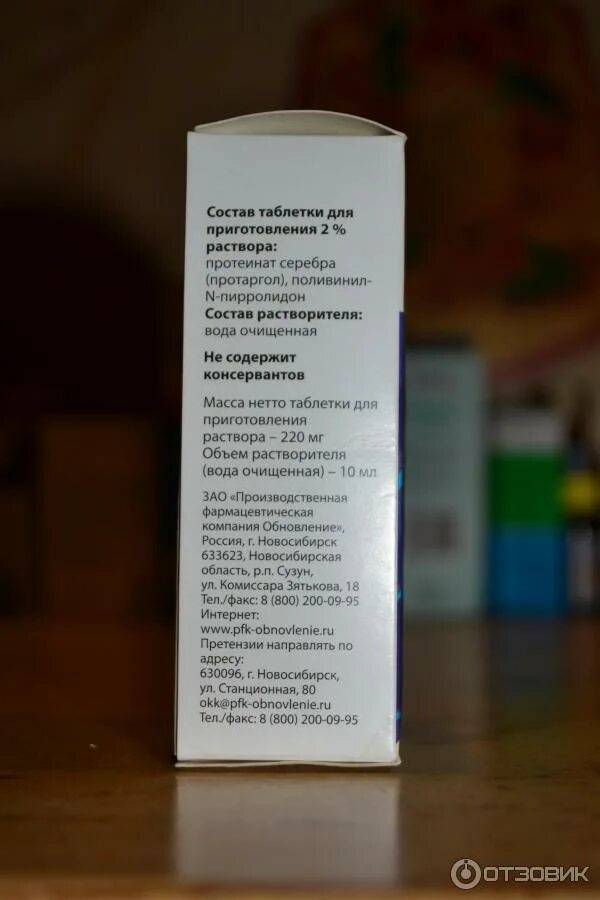 Состав таблетки для
приготовления 2 %
раствора:
протеинат серебра
(протаргол), поливинил-
N-пирролидон
Состав растворителя:
вода очищенная
Не содержит
консервантов
Масса нетто таблетки для
приготовления
раствора – 220 мг
Объем растворителя
(вода очищенная) – 10 мл
ЗАО «Производственная
фармацевтическая
компания Обновление»,
Россия, г. Новосибирск
633623, Новосибирская
область, р.п. Сузун,
ул. Комиссара Зятькова, 18
Тел./факс: 8 (800) 200-09-95
Интернет:
www.pfk-obnovlenie.ru
Претензии направлять по
адресу:
630096, г. Новосибирск,
ул. Станционная, 80
okk@pfk-obnovlenie.ru
Тел./факс: 8 (800) 200-09-95
ОТЗОВИК